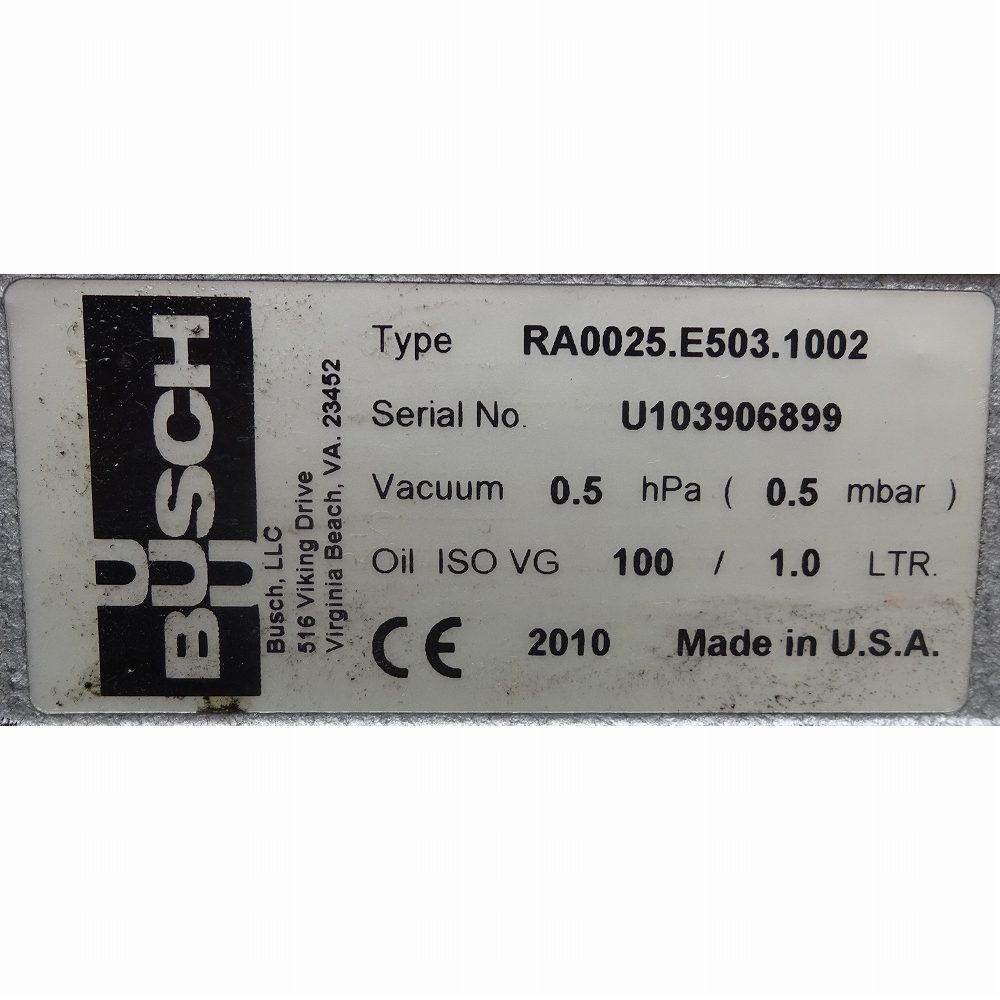 BUSCH
Busch, LLC
516 Viking Drive
Virginia Beach, VA. 23452
Type RA0025.E503.1002
Serial No. U103906899
Vacuum 0.5 hPa ( 0.5 mbar )
Oil ISO VG 100 / 1.0 LTR.
CE 2010 Made in U.S.A.